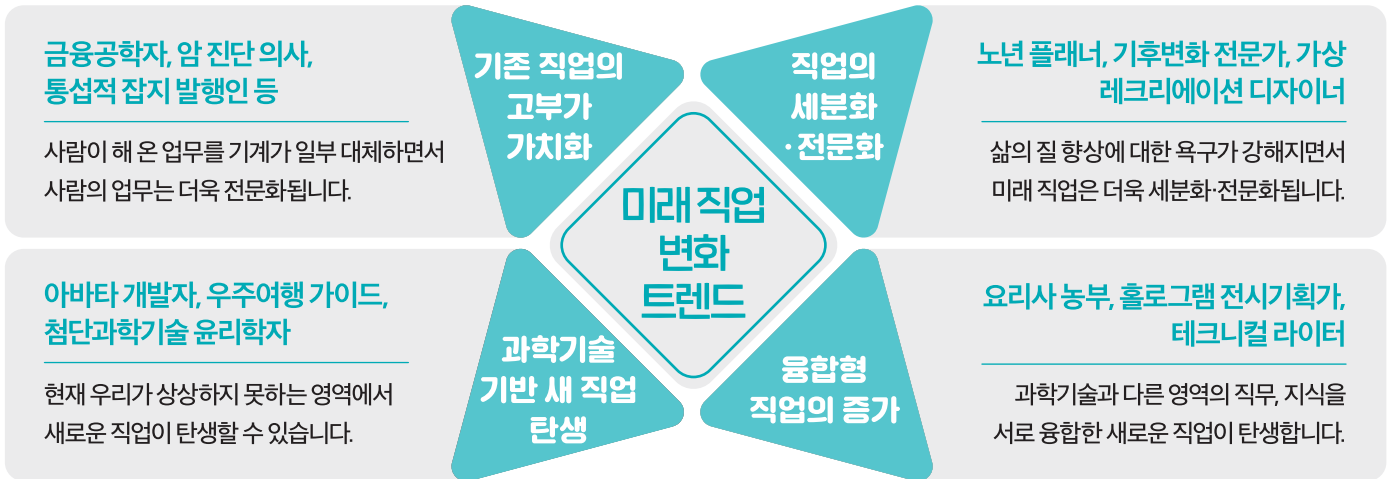 금융공학자, 암 진단 의사,
통섭적 잡지 발행인 등
사람이 해 온 업무를 기계가 일부 대체하면서
사람의 업무는 더욱 전문화됩니다.
기존 직업의
고부가
가치화
직업의
세분화
·전문화
노년 플래너, 기후변화 전문가, 가상
레크리에이션 디자이너
삶의 질 향상에 대한 욕구가 강해지면서
미래 직업은 더욱 세분화·전문화됩니다.
미래 직업
변화
트렌드
아바타 개발자, 우주여행 가이드,
첨단과학기술 윤리학자
현재 우리가 상상하지 못하는 영역에서
새로운 직업이 탄생할 수 있습니다.
과학기술
기반 새 직업
탄생
융합형
직업의 증가
요리사 농부, 홀로그램 전시기획가,
테크니컬 라이터
과학기술과 다른 영역의 직무, 지식을
서로 융합한 새로운 직업이 탄생합니다.